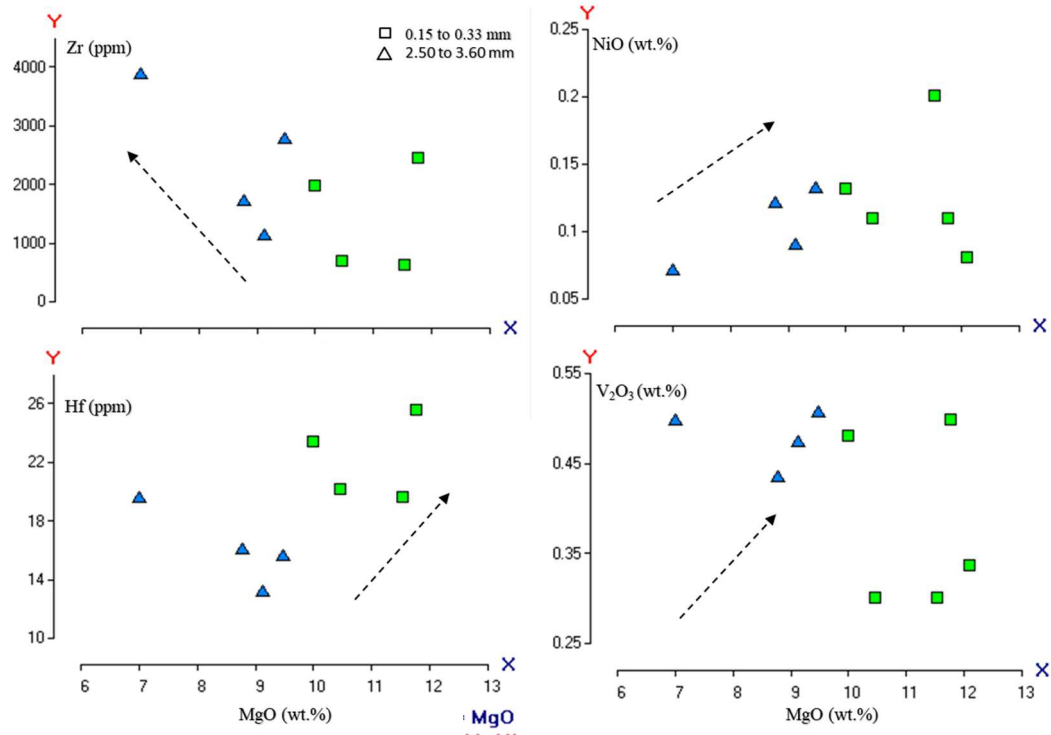 Y
Zr (ppm)
0.15 to 0.33 mm
2.50 to 3.60 mm
4000
3000
2000
1000
0
X
Y
NiO (wt.%)
0.25
0.2
0.15
0.1
0.05
X
Y
Hf (ppm)
26
22
18
14
10
X
6 7 8 9 10 11 12 13
MgO (wt.%)
: MgO
Y
V₂O₃ (wt.%)
0.55
0.45
0.35
0.25
X
6 7 8 9 10 11 12 13
MgO (wt.%)